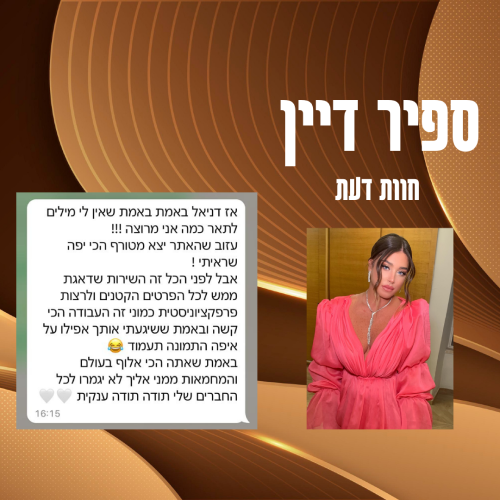 ספיר דיין
חוות דעת
אז דניאל באמת באמת שאין לי מילים
לתאר כמה אני מרוצה !!!
עזוב שהאתר יצא מטורף הכי יפה
שראיתי !
אבל לפני הכל זה השירות שדאגת
ממש לכל הפרטים הקטנים ולרצות
פרפקציוניסטית כמוני זה העבודה הכי
קשה ובאמת ששיגעתי אותך אפילו על
איפה התמונה תעמוד 😂
באמת שאתה הכי אלוף בעולם
והמחמאות ממני אליך לא יגמרו לכל
החברים שלי תודה תודה ענקית 🤍🤍
16:15